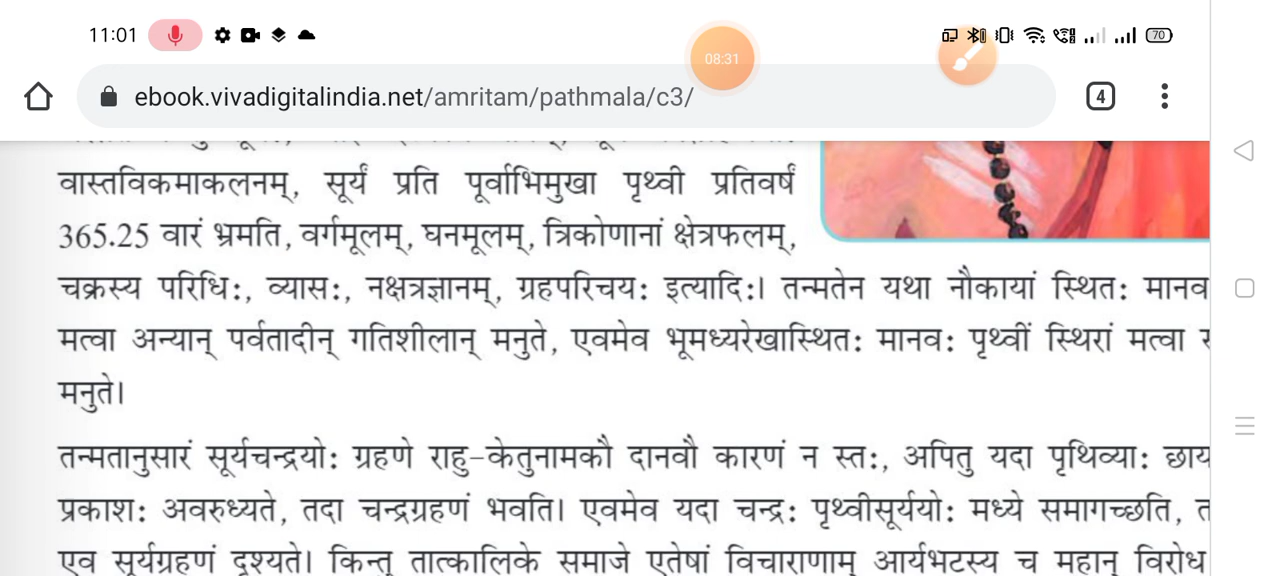 11:01
08:31
70
ebook.vivadigitalindia.net/amritam/pathmala/c3/
4
वास्तविकमाकलनम्, सूर्यं प्रति पूर्वाभिमुखा पृथ्वी प्रतिवर्षं
365.25 वारं भ्रमति, वर्गमूलम्, घनमूलम्, त्रिकोणानां क्षेत्रफलम्,
चक्रस्य परिधिः, व्यासः, नक्षत्रज्ञानम्, ग्रहपरिचयः इत्यादिः। तन्मतेन यथा नौकायां स्थितः मानव
मत्वा अन्यान् पर्वतादीन् गतिशीलान् मनुते, एवमेव भूमध्यरेखास्थितः मानवः पृथ्वीं स्थिरां मत्वा
मनुते।
तन्मतानुसारं सूर्यचन्द्रयोः ग्रहणे राहु-केतुनामकौ दानवौ कारणं न स्तः, अपितु यदा पृथिव्याः छाय
प्रकाशः अवरुध्यते, तदा चन्द्रग्रहणं भवति। एवमेव यदा चन्द्रः पृथ्वीसूर्ययोः मध्ये समागच्छति,
एव सूर्यग्रहणं दृश्यते। किन्तु तात्कालिके समाजे एतेषां विचाराणाम् आर्यभटस्य च महान् विरोध